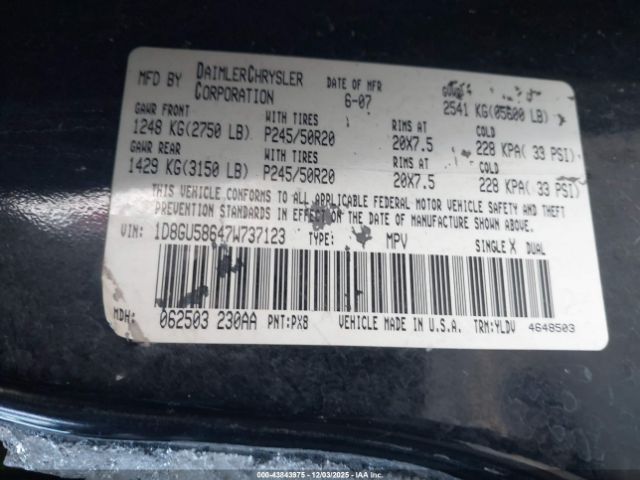 MFD BY DAIMLERCHRYSLER CORPORATION DATE OF MFR 6-07
2541 KG(05600 LB)
GAWR FRONT WITH TIRES RIMS AT COLD
1248 KG(2750 LB) P245/50R20 20X7.5 228 KPA( 33 PSI)
GAWR REAR WITH TIRES RIMS AT COLD
1429 KG(3150 LB) P245/50R20 20X7.5 228 KPA( 33 PSI)
THIS VEHICLE CONFORMS TO ALL APPLICABLE FEDERAL MOTOR VEHICLE SAFETY AND THEFT
PREVENTION STANDARDS IN EFFECT ON THE DATE OF MANUFACTURE SHOWN ABOVE.
VIN: 1D8GU58647W737123 TYPE: MPV SINGLE X DUAL
MDH: 062503 230AA PNT:PX8 VEHICLE MADE IN U.S.A. TRM:YLDV 4648503
000-43843975 - 12/03/2025 - IAAUCTIONS.CA